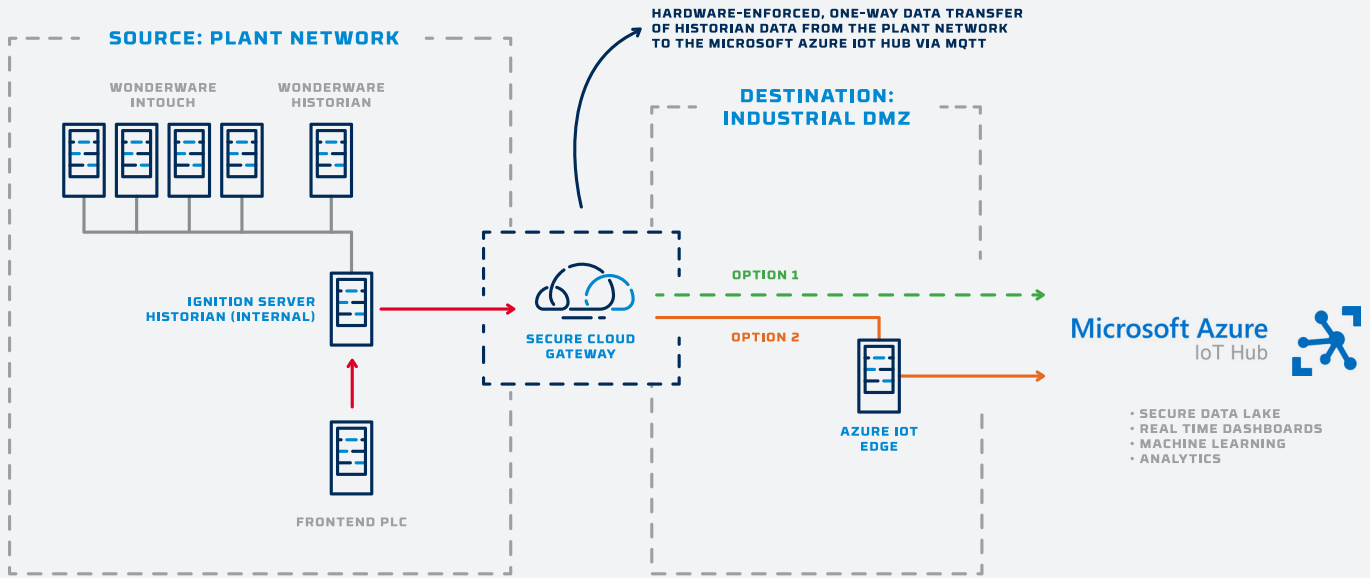 HARDWARE-ENFORCED, ONE-WAY DATA TRANSFER
OF HISTORIAN DATA FROM THE PLANT NETWORK
TO THE MICROSOFT AZURE IOT HUB VIA MQTT
SOURCE: PLANT NETWORK
WONDERWARE
INTOUCH
WONDERWARE
HISTORIAN
DESTINATION:
INDUSTRIAL DMZ
IGNITION SERVER
HISTORIAN (INTERNAL)
SECURE CLOUD
GATEWAY
OPTION 1
OPTION 2
AZURE IOT
EDGE
FRONTEND PLC
Microsoft Azure
IoT Hub
• SECURE DATA LAKE
• REAL TIME DASHBOARDS
• MACHINE LEARNING
• ANALYTICS